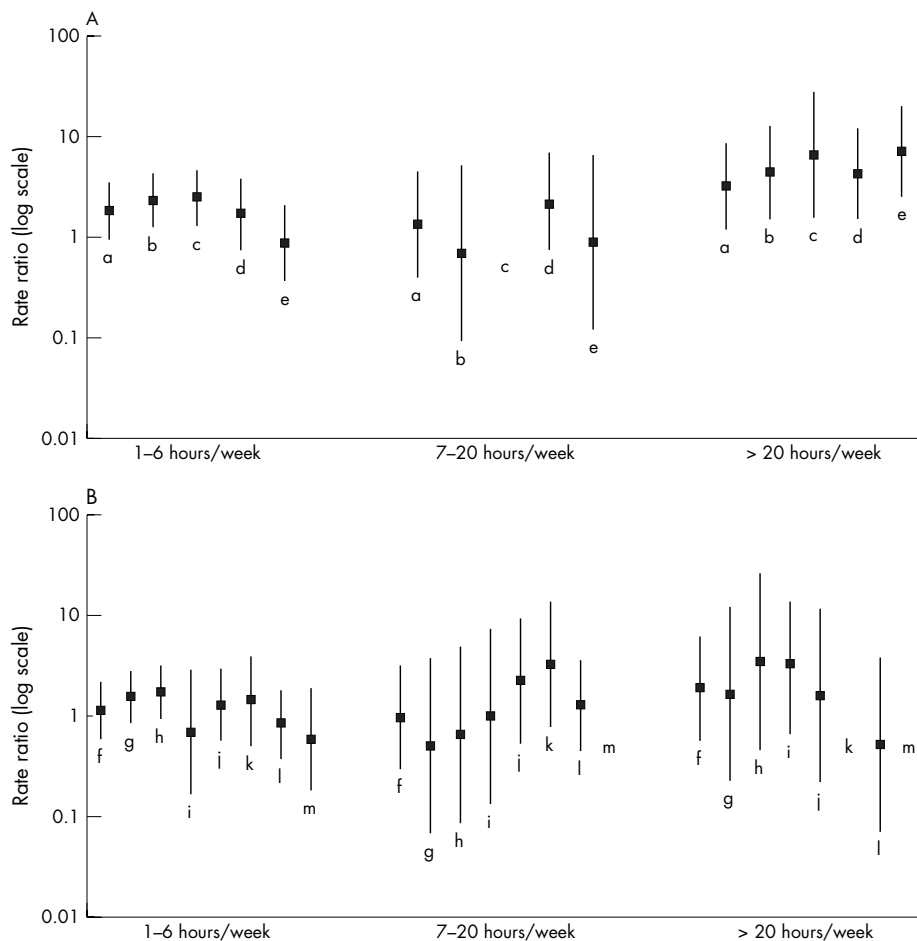 A
100
10
1
0.1
0.01
Rate ratio (log scale)
a b c d e
a b c d e
a b c d e
1–6 hours/week 7–20 hours/week > 20 hours/week
B
100
10
1
0.1
0.01
Rate ratio (log scale)
f g h i j k l m
f g h i j k l m
f g h i j k l m
1–6 hours/week 7–20 hours/week > 20 hours/week